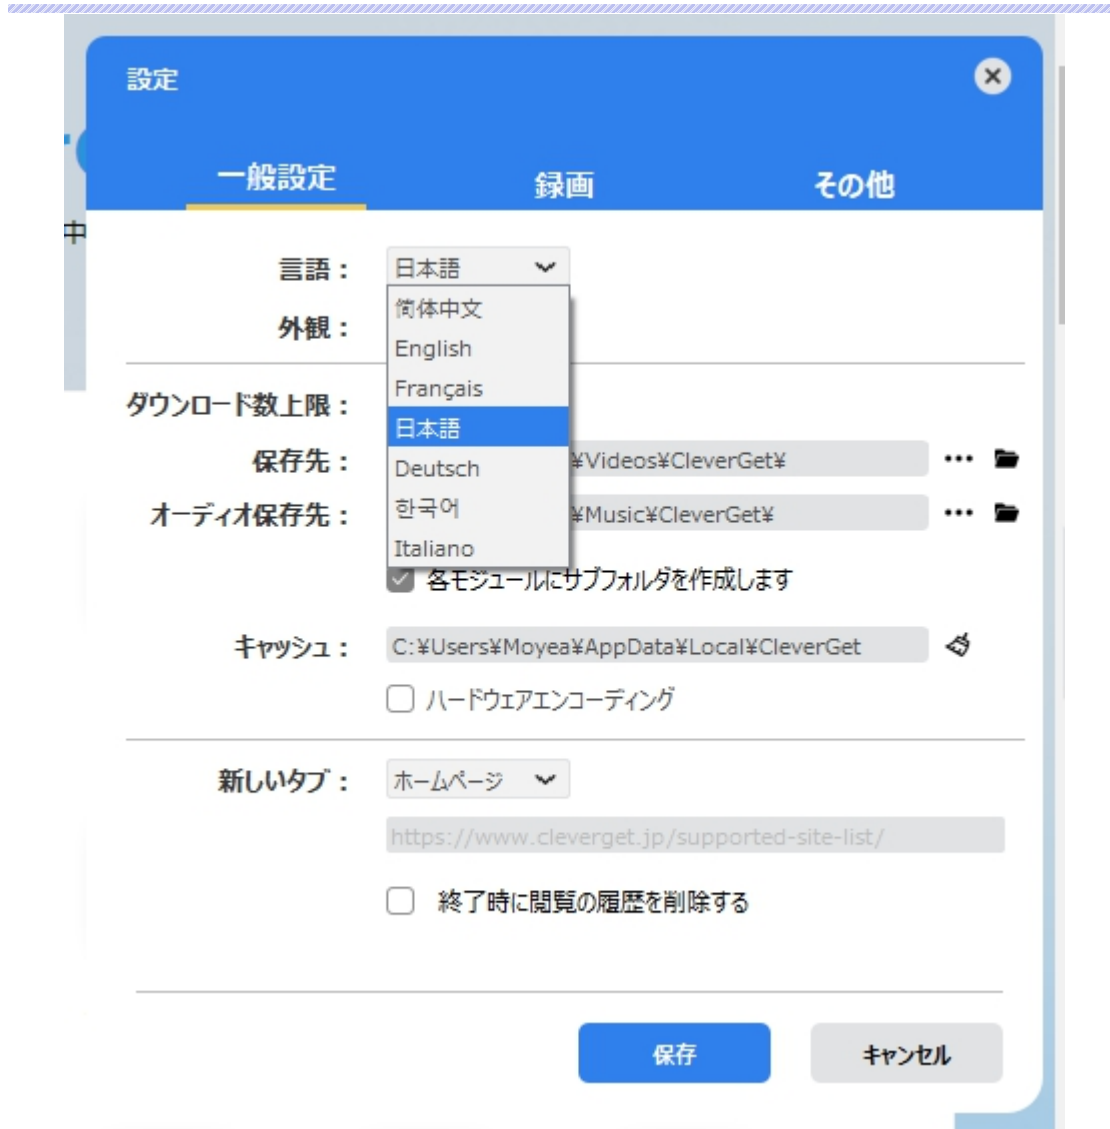 設定
一般設定 録画 その他
中
言語： 日本語
简体中文
外観：
English
Français
ダウンロード数上限：
日本語
保存先： ¥Videos¥CleverGet¥
Deutsch
オーディオ保存先： ¥Music¥CleverGet¥
한국어
Italiano
各モジュールにサブフォルダを作成します
キャッシュ： C:¥Users¥Moyea¥AppData¥Local¥CleverGet
ハードウェアエンコーディング
新しいタブ： ホームページ
https://www.cleverget.jp/supported-site-list/
終了時に閲覧の履歴を削除する
保存 キャンセル